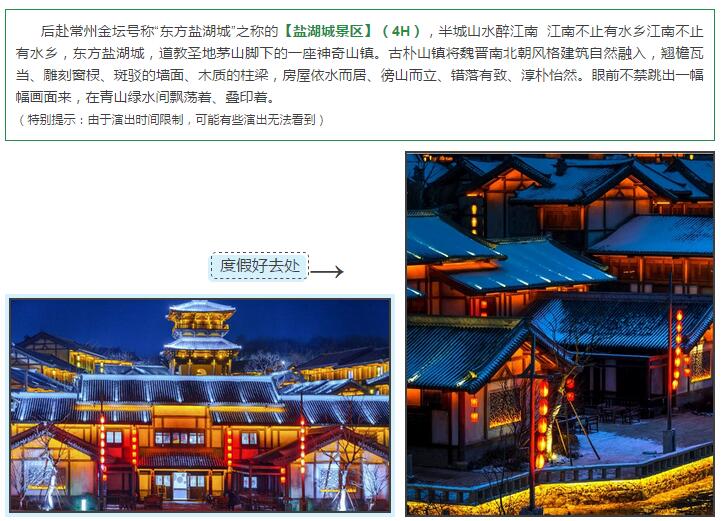 后赴常州金坛号称“东方盐湖城”之称的【盐湖城景区】（4H），半城山水醉江南 江南不止有水乡江南不止
有水乡，东方盐湖城，道教圣地茅山脚下的一座神奇山镇。古朴山镇将魏晋南北朝风格建筑自然融入，翘檐瓦
当、雕刻窗棂、斑驳的墙面、木质的柱梁，房屋依水而居、徬山而立、错落有致、淳朴怡然。眼前不禁跳出一幅
幅画面来，在青山绿水间飘荡着、叠印着。
（特别提示：由于演出时间限制，可能有些演出无法看到）
度假好去处